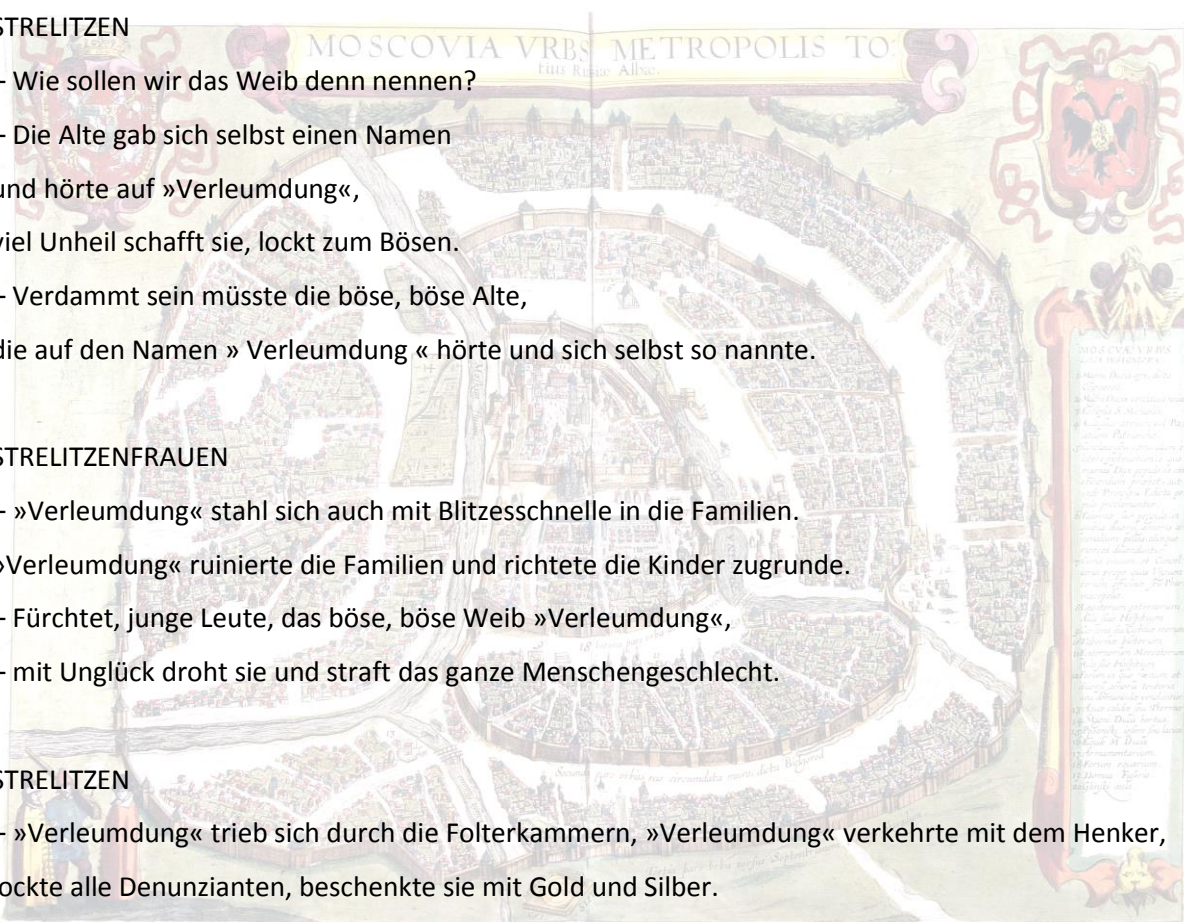 STRELITZEN
MOSCOVIA VRBS METROPOLIS TO:
tius Russiae Albae.
- Wie sollen wir das Weib denn nennen?
- Die Alte gab sich selbst einen Namen
und hörte auf »Verleumdung«,
viel Unheil schafft sie, lockt zum Bösen.
- Verdammt sein müsste die böse, böse Alte,
die auf den Namen » Verleumdung « hörte und sich selbst so nannte.
STRELITZENFRAUEN
- »Verleumdung« stahl sich auch mit Blitzesschnelle in die Familien.
»Verleumdung« ruinierte die Familien und richtete die Kinder zugrunde.
- Fürchtet, junge Leute, das böse, böse Weib »Verleumdung«,
- mit Unglück droht sie und straft das ganze Menschengeschlecht.
STRELITZEN
- »Verleumdung« trieb sich durch die Folterkammern, »Verleumdung« verkehrte mit dem Henker,
lockte alle Denunzianten, beschenkte sie mit Gold und Silber.